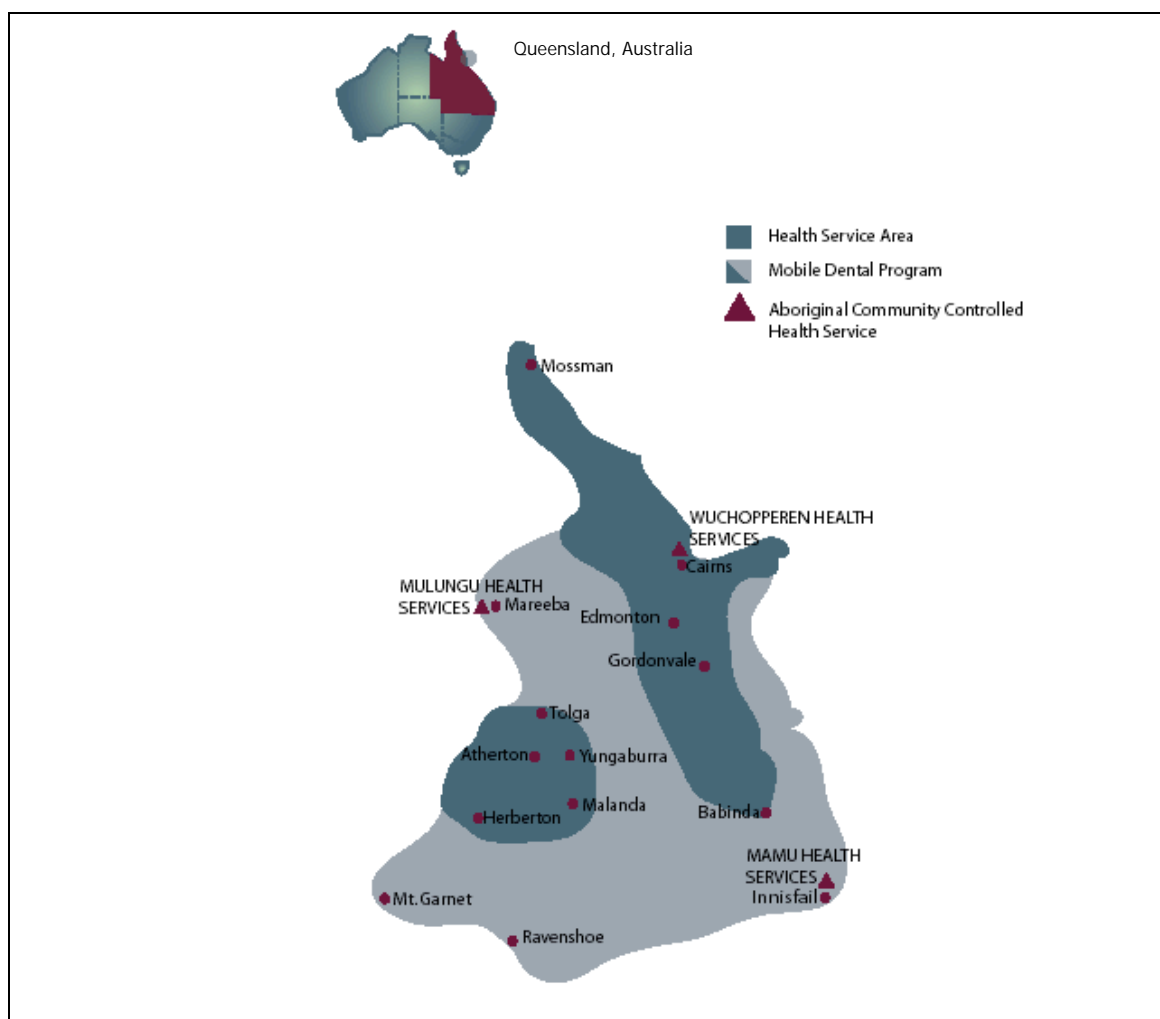 Queensland, Australia
Health Service Area
Mobile Dental Program
Aboriginal Community Controlled
Health Service
Mossman
WUCHOPPEREN HEALTH
SERVICES
Cairns
MULUNGU HEALTH
SERVICES
Mareeba
Edmonton
Gordonvale
Tolga
Atherton
Yungaburra
Malanda
Herberton
Babinda
MAMU HEALTH
SERVICES
Innisfail
Mt. Garnet
Ravenshoe